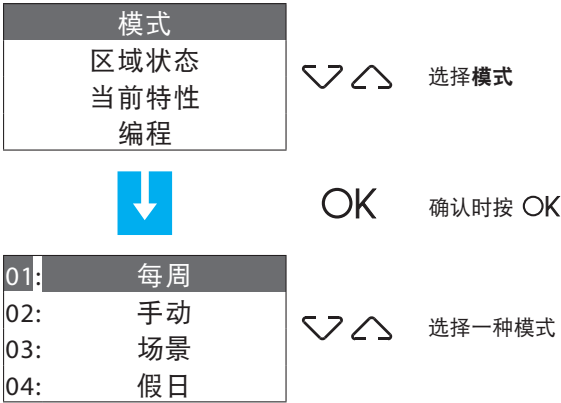 模式
区域状态
当前特性
编程
选择模式
OK
确认时按 OK
01: 每周
02: 手动
03: 场景
04: 假日
选择一种模式